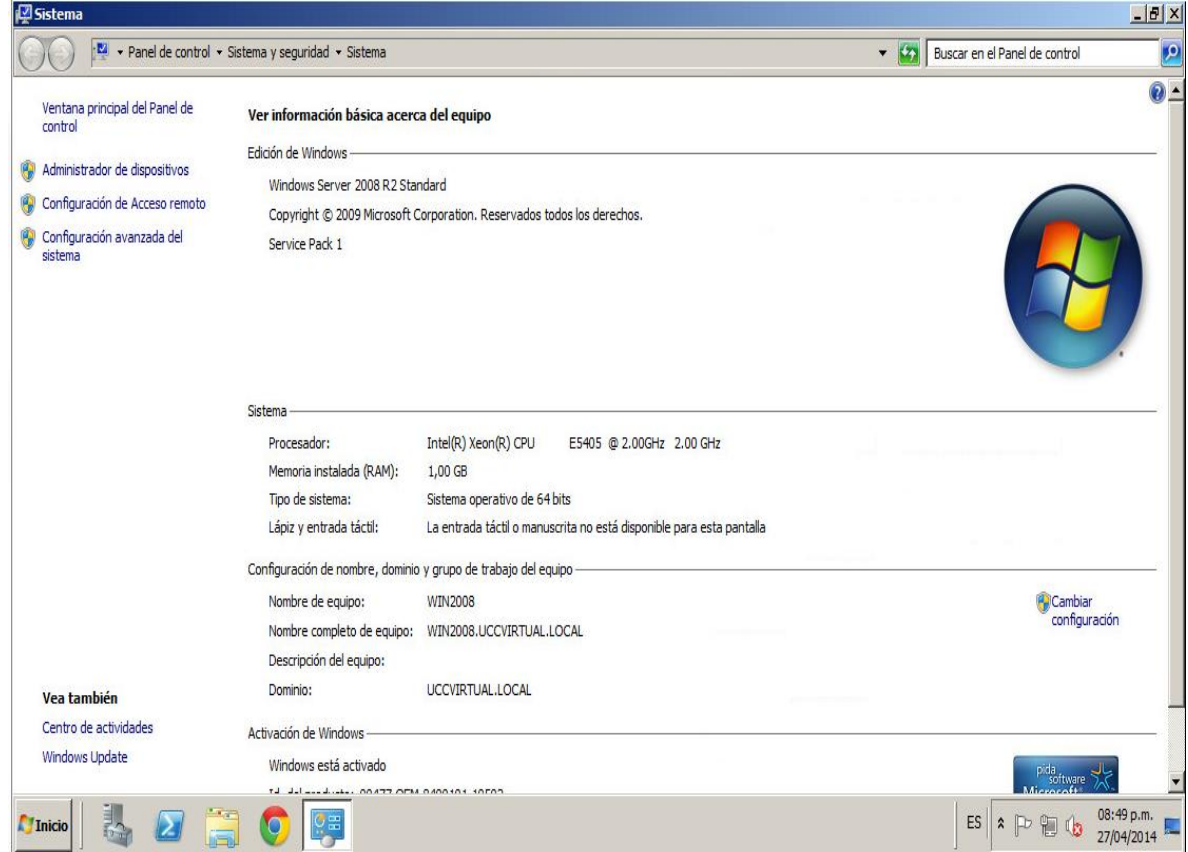 Sistema
Panel de control Sistema y seguridad Sistema
Buscar en el Panel de control
Ventana principal del Panel de
control
Administrador de dispositivos
Configuración de Acceso remoto
Configuración avanzada del
sistema
Vea también
Centro de actividades
Windows Update
Ver información básica acerca del equipo
Edición de Windows
Windows Server 2008 R2 Standard
Copyright © 2009 Microsoft Corporation. Reservados todos los derechos.
Service Pack 1
Sistema
Procesador: Intel(R) Xeon(R) CPU E5405 @ 2.00GHz 2.00 GHz
Memoria instalada (RAM): 1,00 GB
Tipo de sistema: Sistema operativo de 64 bits
Lápiz y entrada táctil: La entrada táctil o manuscrita no está disponible para esta pantalla
Configuración de nombre, dominio y grupo de trabajo del equipo
Nombre de equipo: WIN2008
Cambiar
configuración
Nombre completo de equipo: WIN2008.UCCVIRTUAL.LOCAL
Descripción del equipo:
Dominio: UCCVIRTUAL.LOCAL
Activación de Windows
Windows está activado
pida
software
Microsoft
Id. del producto:
Inicio
ES
08:49 p.m.
27/04/2014